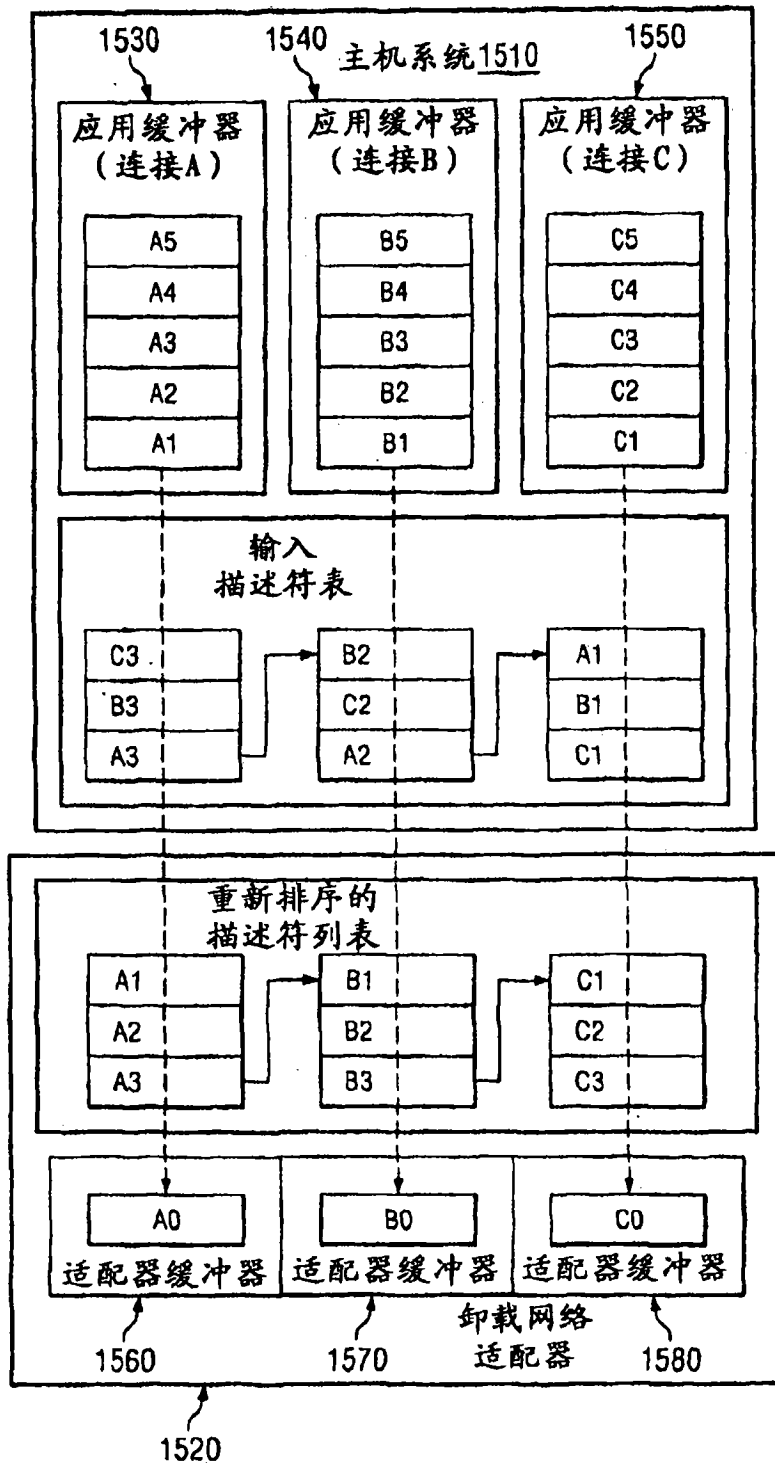 1530
1540
主机系统1510
1550
应用缓冲器
（连接A）
应用缓冲器
（连接B）
应用缓冲器
（连接C）
A5
B5
C5
A4
B4
C4
A3
B3
C3
A2
B2
C2
A1
B1
C1
输入
描述符表
C3
B2
A1
B3
C2
B1
A3
A2
C1
重新排序的
描述符列表
A1
B1
C1
A2
B2
C2
A3
B3
C3
A0
B0
C0
适配器缓冲器
适配器缓冲器
适配器缓冲器
1560
1570
卸载网络
适配器
1580
1520